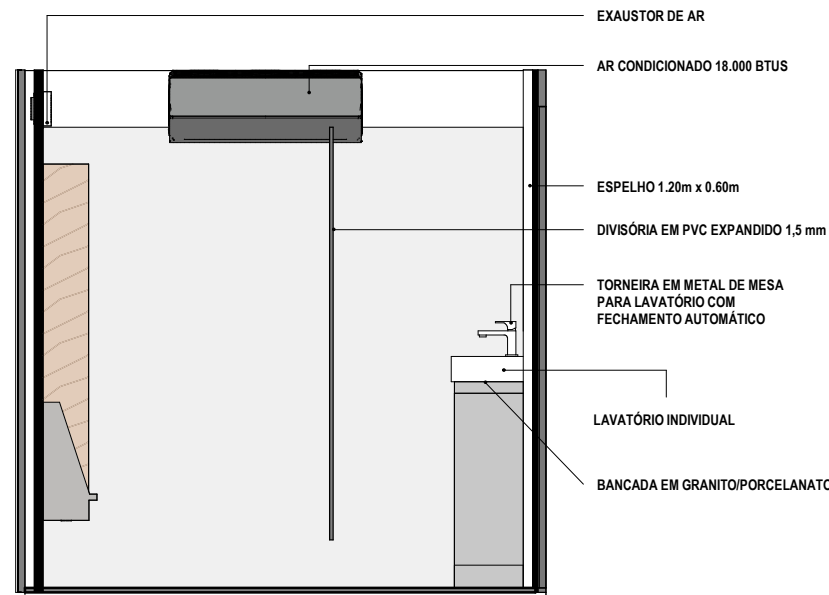 EXAUSTOR DE AR
AR CONDICIONADO 18.000 BTUS
ESPELHO 1.20m x 0.60m
DIVISÓRIA EM PVC EXPANDIDO 1,5 mm
TORNEIRA EM METAL DE MESA
PARA LAVATÓRIO COM
FECHAMENTO AUTOMÁTICO
LAVATÓRIO INDIVIDUAL
BANCADA EM GRANITO/PORCELANATO